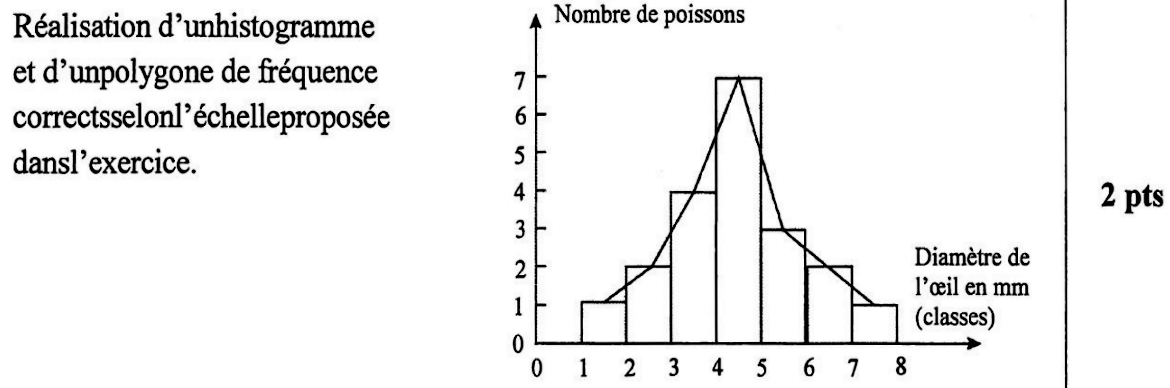 Réalisation d’unhistogramme
et d’unpolygone de fréquence
correctsselonl’échelleproposée
dansl’exercice.
Nombre de poissons
7
6
5
4
3
2
1
0
0 1 2 3 4 5 6 7 8
Diamètre de
l’œil en mm
(classes)
2 pts